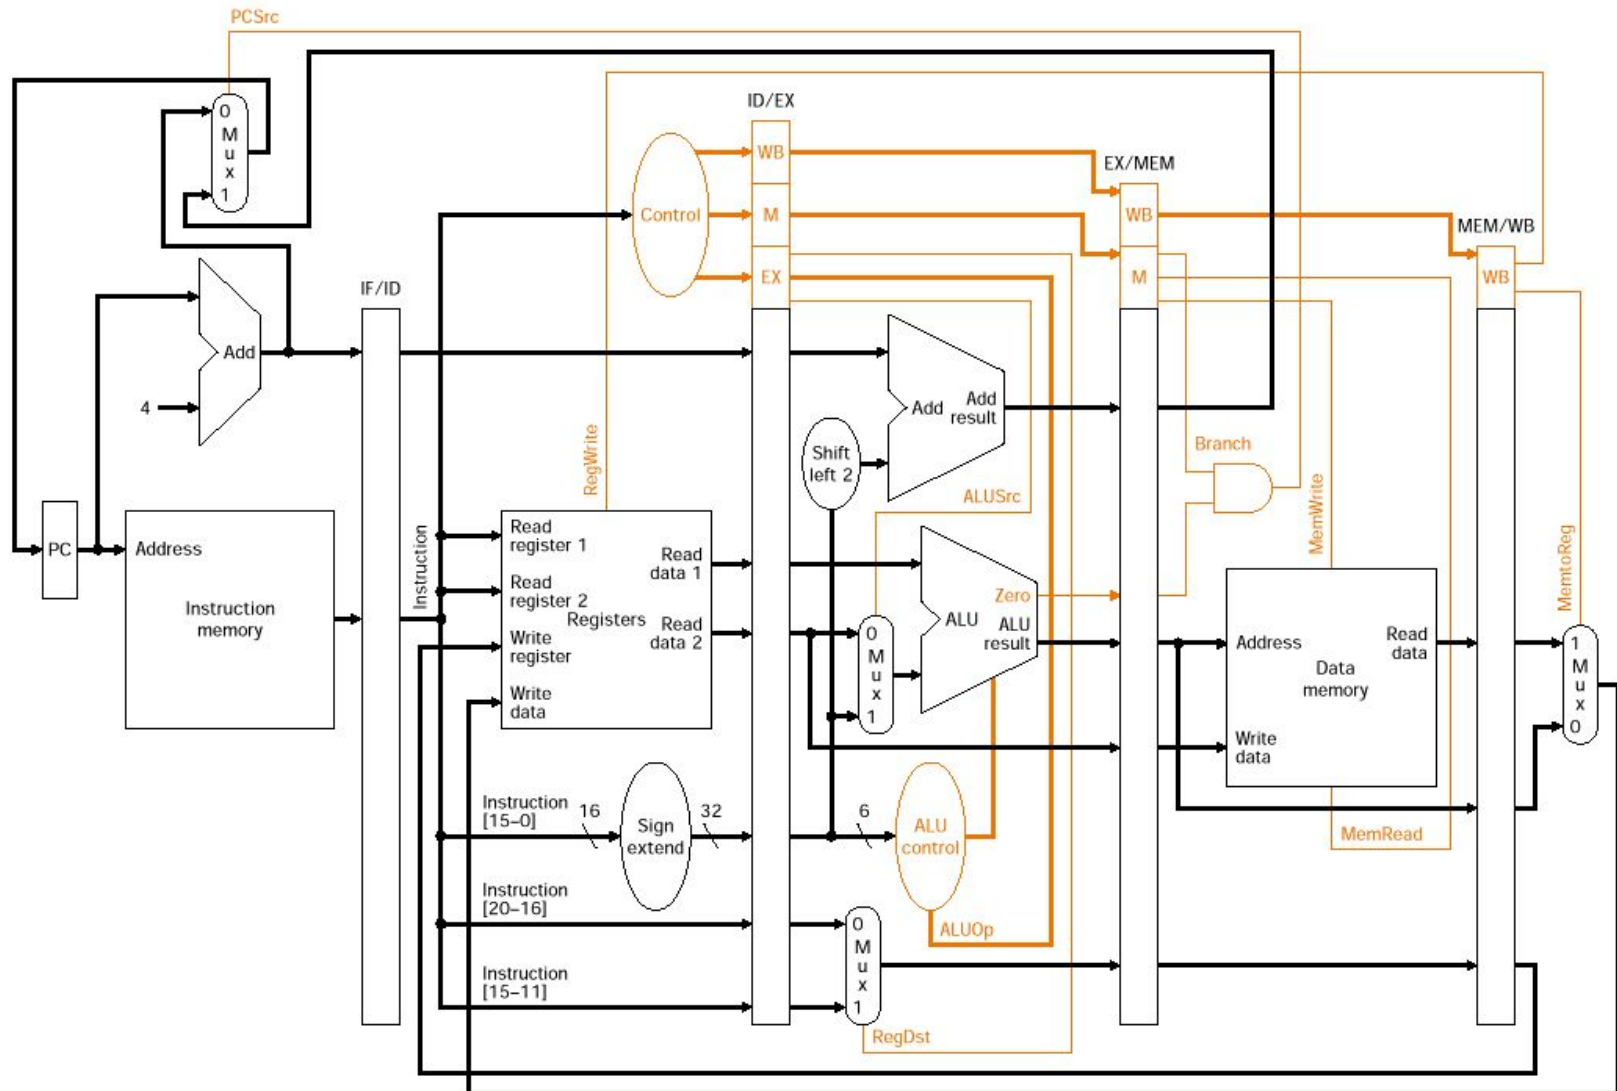 PCSrc
0
M
u
x
1
ID/EX
WB
EX/MEM
Control
M
WB
MEM/WB
EX
M
WB
IF/ID
Add
4
Add
Add
result
Shift
left 2
Branch
RegWrite
ALUSrc
MemWrite
MemtoReg
PC
Address
Instruction
memory
Instruction
Read
register 1
Read
register 2
Write
register
Write
data
Registers
Read
data 1
Read
data 2
0
M
u
x
1
Zero
ALU
ALU
result
Address
Read
data
Data
memory
Write
data
1
M
u
x
0
MemRead
Instruction
[15–0]
16
Sign
extend
32
6
ALU
control
Instruction
[20–16]
ALUOp
0
M
u
x
1
Instruction
[15–11]
RegDst